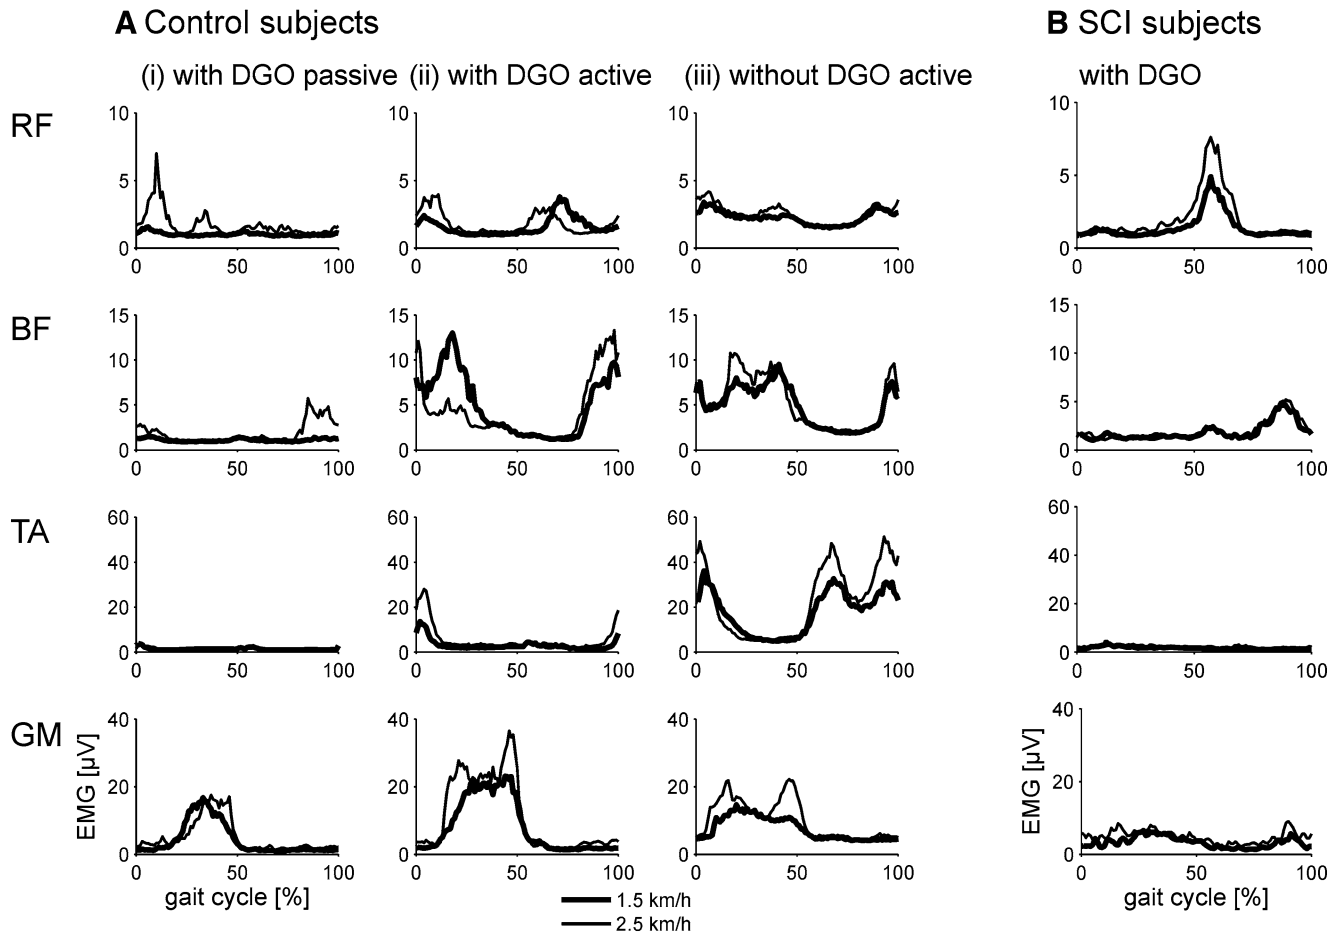 A Control subjects
B SCI subjects
(i) with DGO passive (ii) with DGO active (iii) without DGO active with DGO
RF
10 10 10 10
5 5 5 5
0 0 0 0
0 50 100 0 50 100 0 50 100 0 50 100
BF
15 15 15 15
10 10 10 10
5 5 5 5
0 0 0 0
0 50 100 0 50 100 0 50 100 0 50 100
TA
60 60 60 60
40 40 40 40
20 20 20 20
0 0 0 0
0 50 100 0 50 100 0 50 100 0 50 100
GM
EMG [µV] EMG [µV]
40 40 40 40
20 20 20 20
0 0 0 0
0 50 100 0 50 100 0 50 100 0 50 100
gait cycle [%] gait cycle [%]
1.5 km/h
2.5 km/h